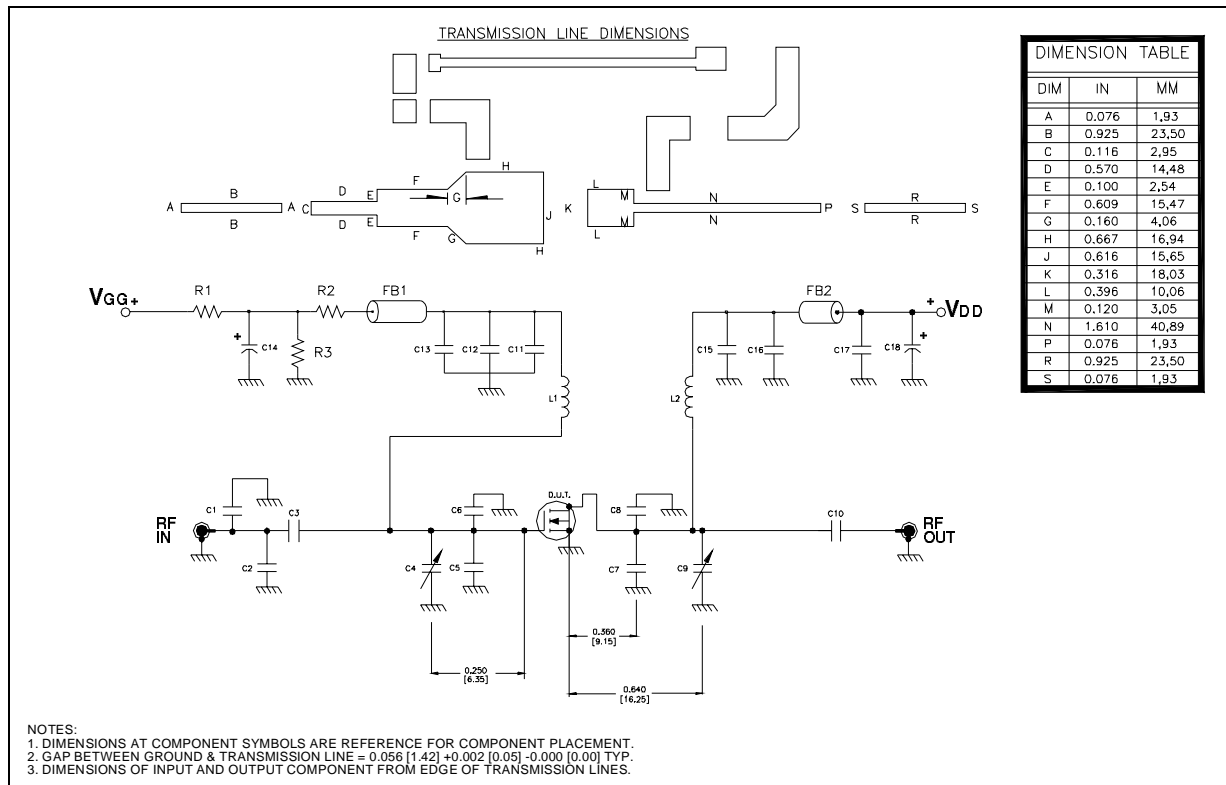 TRANSMISSION LINE DIMENSIONS
DIMENSION TABLE
DIM IN MM
A 0.076 1,93
B 0.925 23,50
C 0.116 2,95
D 0.570 14,48
E 0.100 2,54
F 0.609 15,47
G 0.160 4,06
H 0.667 16,94
J 0.616 15,65
K 0.316 18,03
L 0.396 10,06
M 0.120 3,05
N 1.610 40,89
P 0.076 1,93
R 0.925 23,50
S 0.076 1,93
H
F D E G L M N R B
A A C J K P S S
B D E F G H L M N R
VGG+ R1 R2 FB1 FB2 + VDD
+ C14 R3 C13 C12 C11 C15 C16 C17 + C18
L1 L2
D.U.T.
C1 C3 C6 C8 C10
RF IN
RF OUT
C2 C4 C5 C7 C9
0.360
[9.15]
0.250
[6.35]
0.640
[16.25]
NOTES:
1. DIMENSIONS AT COMPONENT SYMBOLS ARE REFERENCE FOR COMPONENT PLACEMENT.
2. GAP BETWEEN GROUND & TRANSMISSION LINE = 0.056 [1.42] +0.002 [0.05] -0.000 [0.00] TYP.
3. DIMENSIONS OF INPUT AND OUTPUT COMPONENT FROM EDGE OF TRANSMISSION LINES.